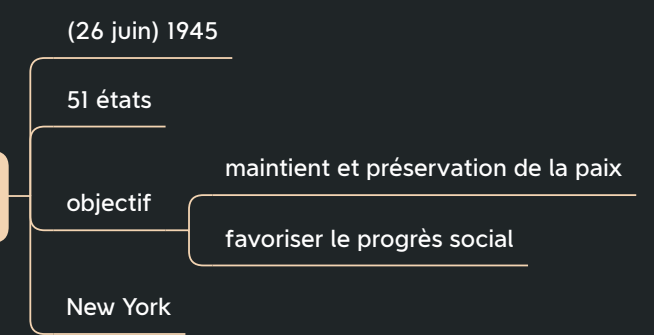 (26 juin) 1945
51 états
objectif
maintient et préservation de la paix
favoriser le progrès social
New York